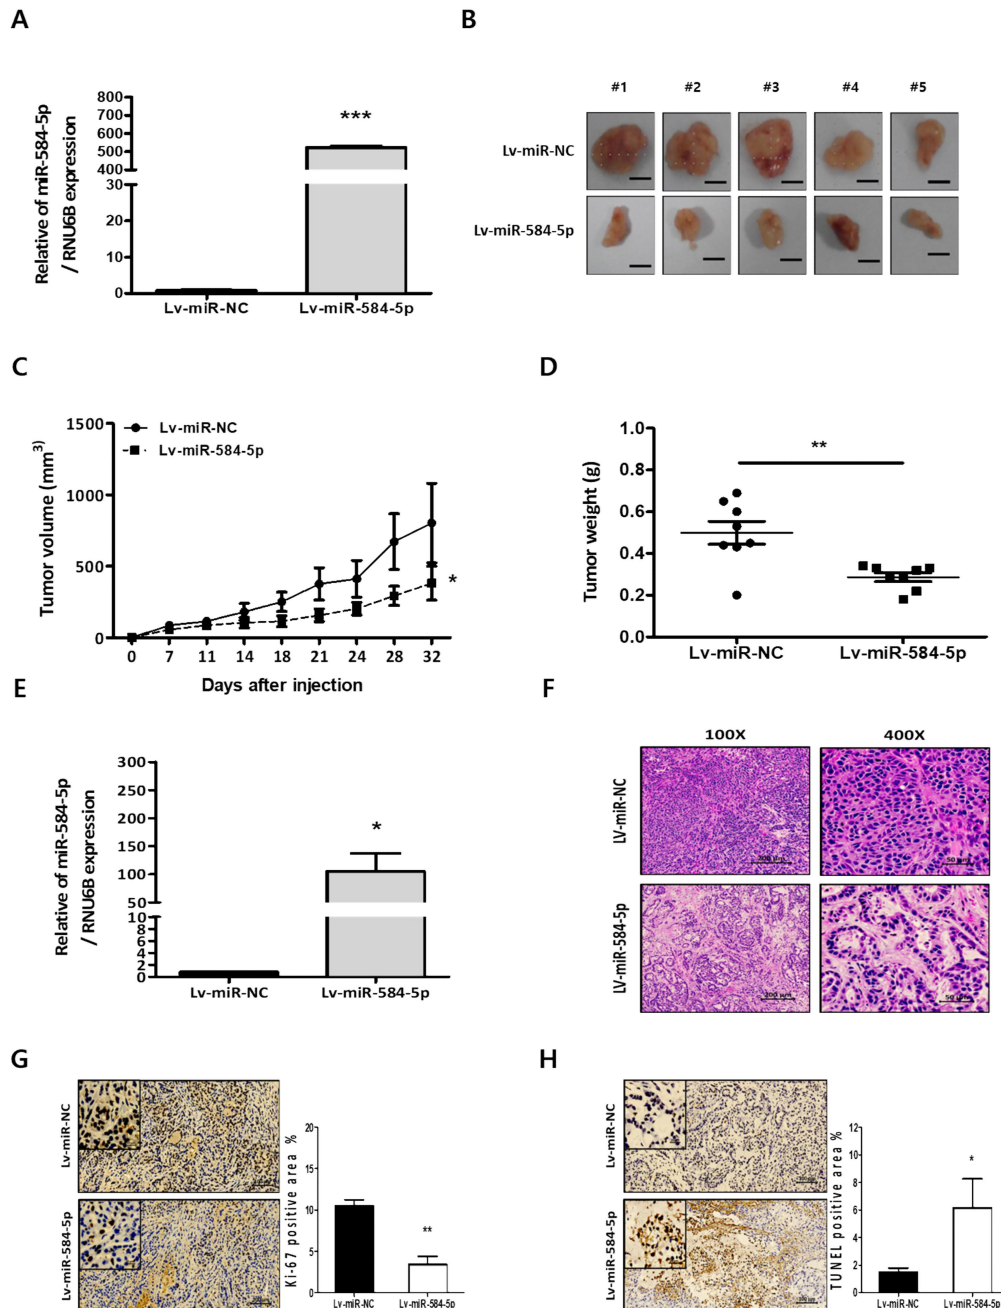 A
Relative of miR-584-5p
/ RNU6B expression
800
700
600
500
400
30
20
10
0
***
Lv-miR-NC
Lv-miR-584-5p
B
#1
#2
#3
#4
#5
Lv-miR-NC
Lv-miR-584-5p
C
Tumor volume (mm3)
1500
1000
500
0
Lv-miR-NC
Lv-miR-584-5p
*
0
7
11
14
18
21
24
28
32
Days after injection
D
Tumor weight (g)
1.0
0.8
0.6
0.4
0.2
0.0
**
Lv-miR-NC
Lv-miR-584-5p
E
Relative of miR-584-5p
/ RNU6B expression
300
250
200
150
100
50
10
8
6
4
2
0
*
Lv-miR-NC
Lv-miR-584-5p
F
100X
400X
LV-miR-NC
200 µm
50 µm
LV-miR-584-5p
200 µm
50 µm
G
Lv-miR-NC
Lv-miR-584-5p
Ki-67 positive area %
20
15
10
5
0
**
Lv-miR-NC
Lv-miR-584-5p
H
Lv-miR-NC
Lv-miR-584-5p
TUNEL positive area %
12
10
8
6
4
2
0
*
Lv-miR-NC
Lv-miR-584-5p